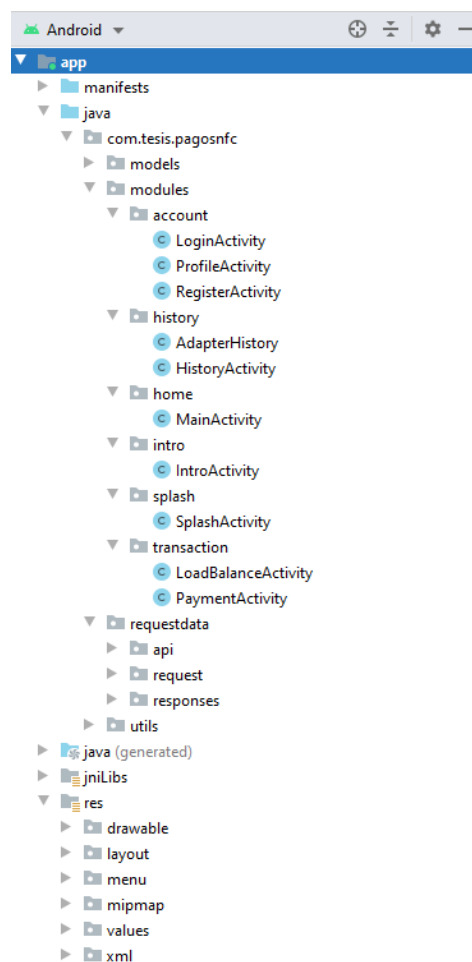 Android
app
manifests
java
com.tesis.pagosnfc
models
modules
account
LoginActivity
ProfileActivity
RegisterActivity
history
AdapterHistory
HistoryActivity
home
MainActivity
intro
IntroActivity
splash
SplashActivity
transaction
LoadBalanceActivity
PaymentActivity
requestdata
api
request
responses
utils
java (generated)
jniLibs
res
drawable
layout
menu
mipmap
values
xml